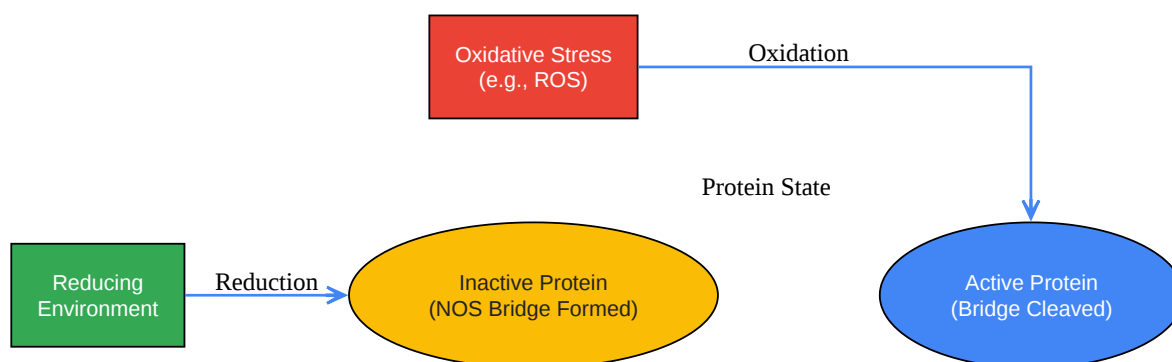 Oxidative Stress
(e.g., ROS)
Oxidation
Protein State
Reducing
Environment
Reduction
Inactive Protein
(NOS Bridge Formed)
Active Protein
(Bridge Cleaved)